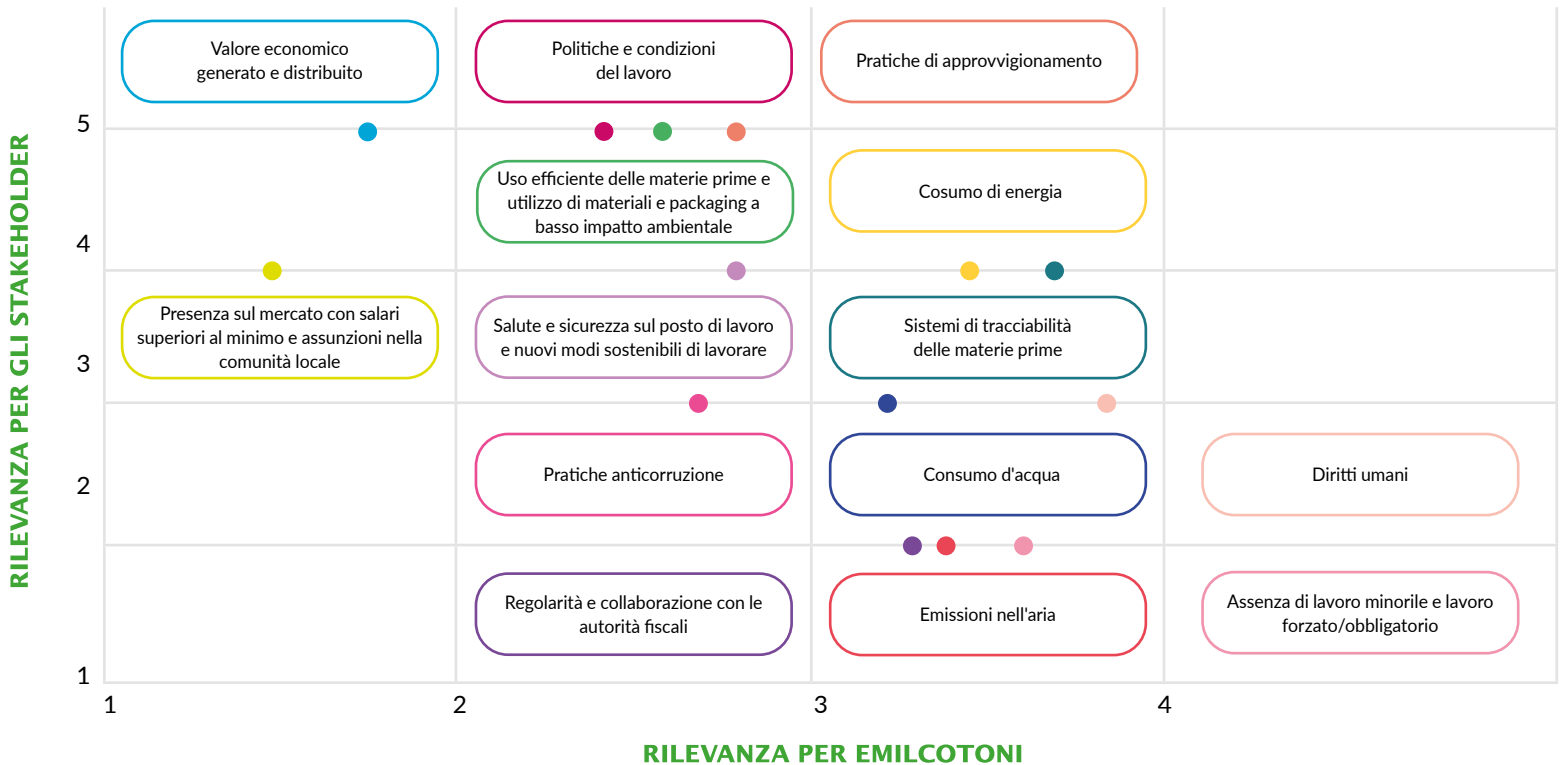 Valore economico
generato e distribuito
Politiche e condizioni
del lavoro
Pratiche di approvvigionamento
5
Uso efficiente delle materie prime e
utilizzo di materiali e packaging a
basso impatto ambientale
Cosumo di energia
4
Presenza sul mercato con salari
superiori al minimo e assunzioni nella
comunità locale
Salute e sicurezza sul posto di lavoro
e nuovi modi sostenibili di lavorare
Sistemi di tracciabilità
delle materie prime
3
Pratiche anticorruzione
Consumo d'acqua
Diritti umani
2
Regolarità e collaborazione con le
autorità fiscali
Emissioni nell'aria
Assenza di lavoro minorile e lavoro
forzato/obbligatorio
1
1
2
3
4
RILEVANZA PER GLI STAKEHOLDER
RILEVANZA PER EMILCOTONI